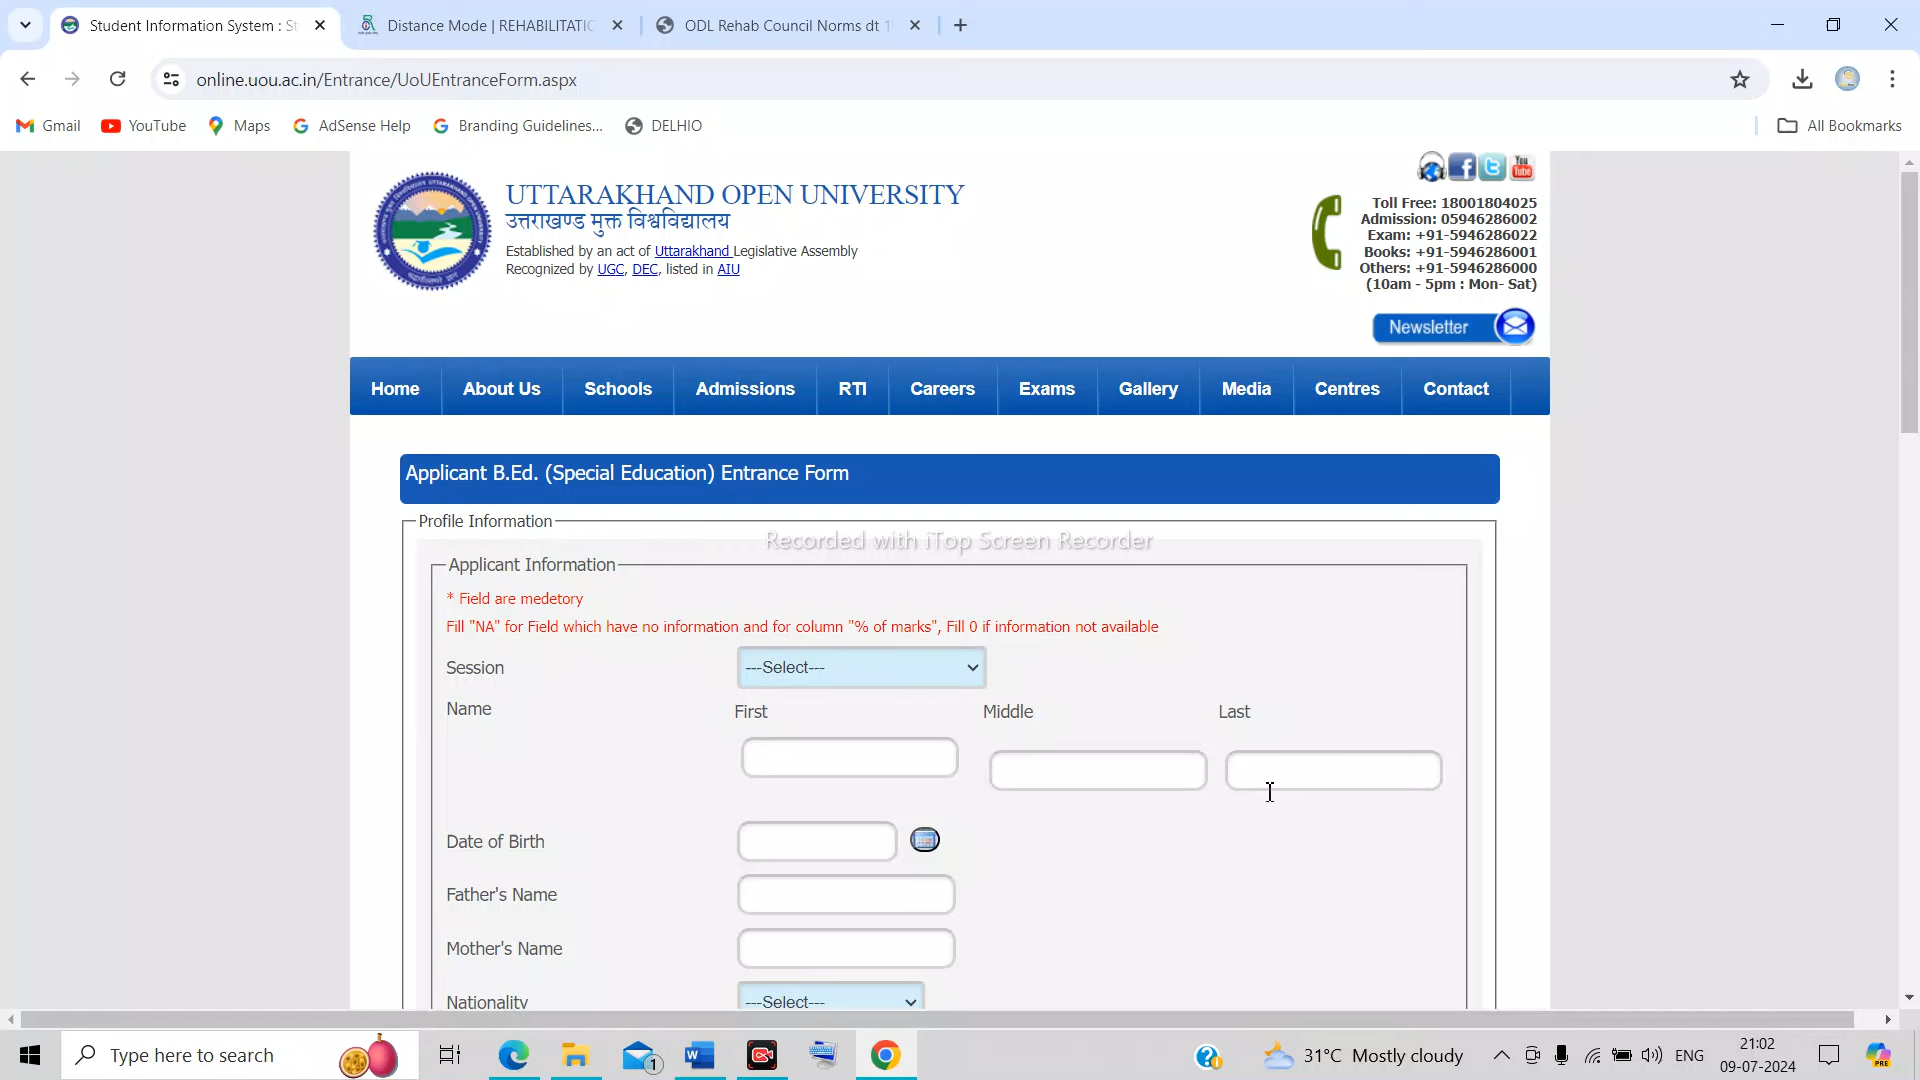 Student Information System : St
Distance Mode | REHABILITATIC
ODL Rehab Council Norms dt 1
online.uou.ac.in/Entrance/UoUEntranceForm.aspx
Gmail
YouTube
Maps
AdSense Help
Branding Guidelines...
DELHIO
All Bookmarks
UTTARAKHAND OPEN UNIVERSITY
उत्तराखण्ड मुक्त विश्वविद्यालय
Established by an act of Uttarakhand Legislative Assembly
Recognized by UGC, DEC, listed in AIU
You
Tube
Toll Free: 18001804025
Admission: 05946286002
Exam: +91-5946286022
Books: +91-5946286001
Others: +91-5946286000
(10am - 5pm : Mon- Sat)
Newsletter
Home
About Us
Schools
Admissions
RTI
Careers
Exams
Gallery
Media
Centres
Contact
Applicant B.Ed. (Special Education) Entrance Form
Profile Information
Recorded with iTop Screen Recorder
Applicant Information
* Field are medetory
Fill "NA" for Field which have no information and for column "% of marks", Fill 0 if information not available
Session
---Select---
Name
First
Middle
Last
Date of Birth
Father's Name
Mother's Name
Nationality
---Select---
Type here to search
1
31°C Mostly cloudy
ENG
21:02
09-07-2024
PRE